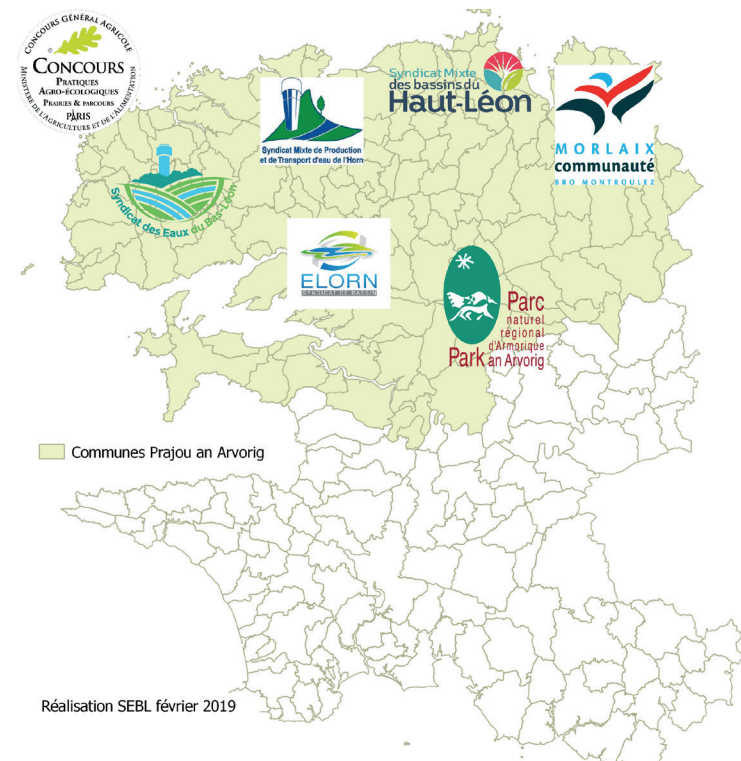 CONCOURS GÉNÉRAL AGRICOLE
CONCOURS
PRATIQUES
AGRO-ÉCOLOGIQUES
PRAIRIES & PARCOURS
PARIS
MINISTÈRE DE L'AGRICULTURE ET DE L'ALIMENTATION
Syndicat Mixte de Production
et de Transport d'eau de l'Horn
Syndicat Mixte
des bassins du
Haut-Léon
MORLAIX
communauté
BRO MONTROULEZ
Syndicat des Eaux du Bas-Léon
ELORN
SYNDICAT DE BASSIN
Parc
naturel
régional
d'Armorique
Park an Arvorig
Communes Prajou an Arvorig
Réalisation SEBL février 2019